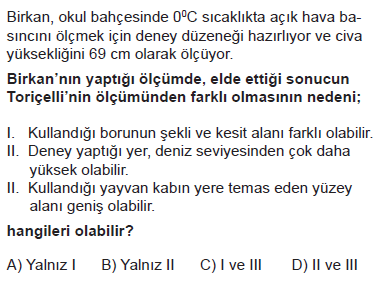 Birkan, okul bahçesinde 0⁰C sıcaklıkta açık hava ba-
sıncını ölçmek için deney düzeneği hazırlıyor ve civa
yüksekliğini 69 cm olarak ölçüyor.
Birkan’nın yaptığı ölçümde, elde ettiği sonucun
Toriçelli’nin ölçümünden farklı olmasının nedeni;
I. Kullandığı borunun şekli ve kesit alanı farklı olabilir.
II. Deney yaptığı yer, deniz seviyesinden çok daha
yüksek olabilir.
II. Kullandığı yayvan kabın yere temas eden yüzey
alanı geniş olabilir.
hangileri olabilir?
A) Yalnız I B) Yalnız II C) I ve III D) II ve III